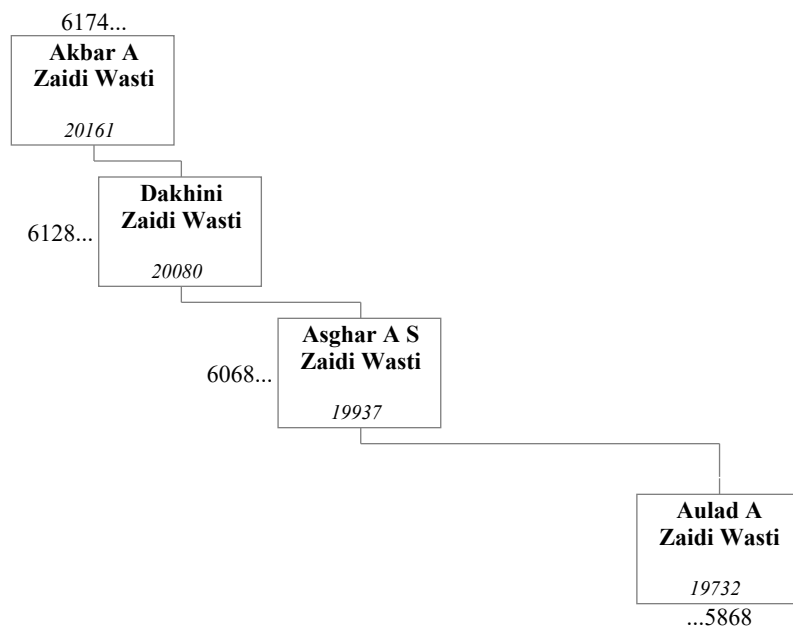 6174...
Akbar A
Zaidi Wasti
20161
Dakhini
Zaidi Wasti
6128...
20080
Asghar A S
Zaidi Wasti
6068...
19937
Aulad A
Zaidi Wasti
19732
...5868